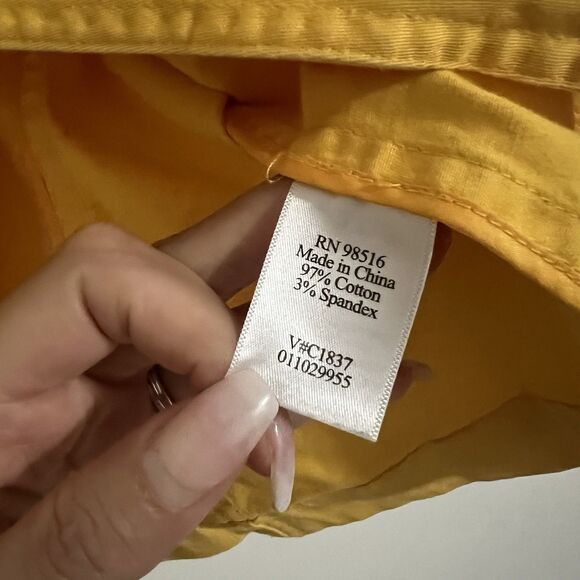 RN 98516
Made in China
97% Cotton
3% Spandex
V#C1837
011029955